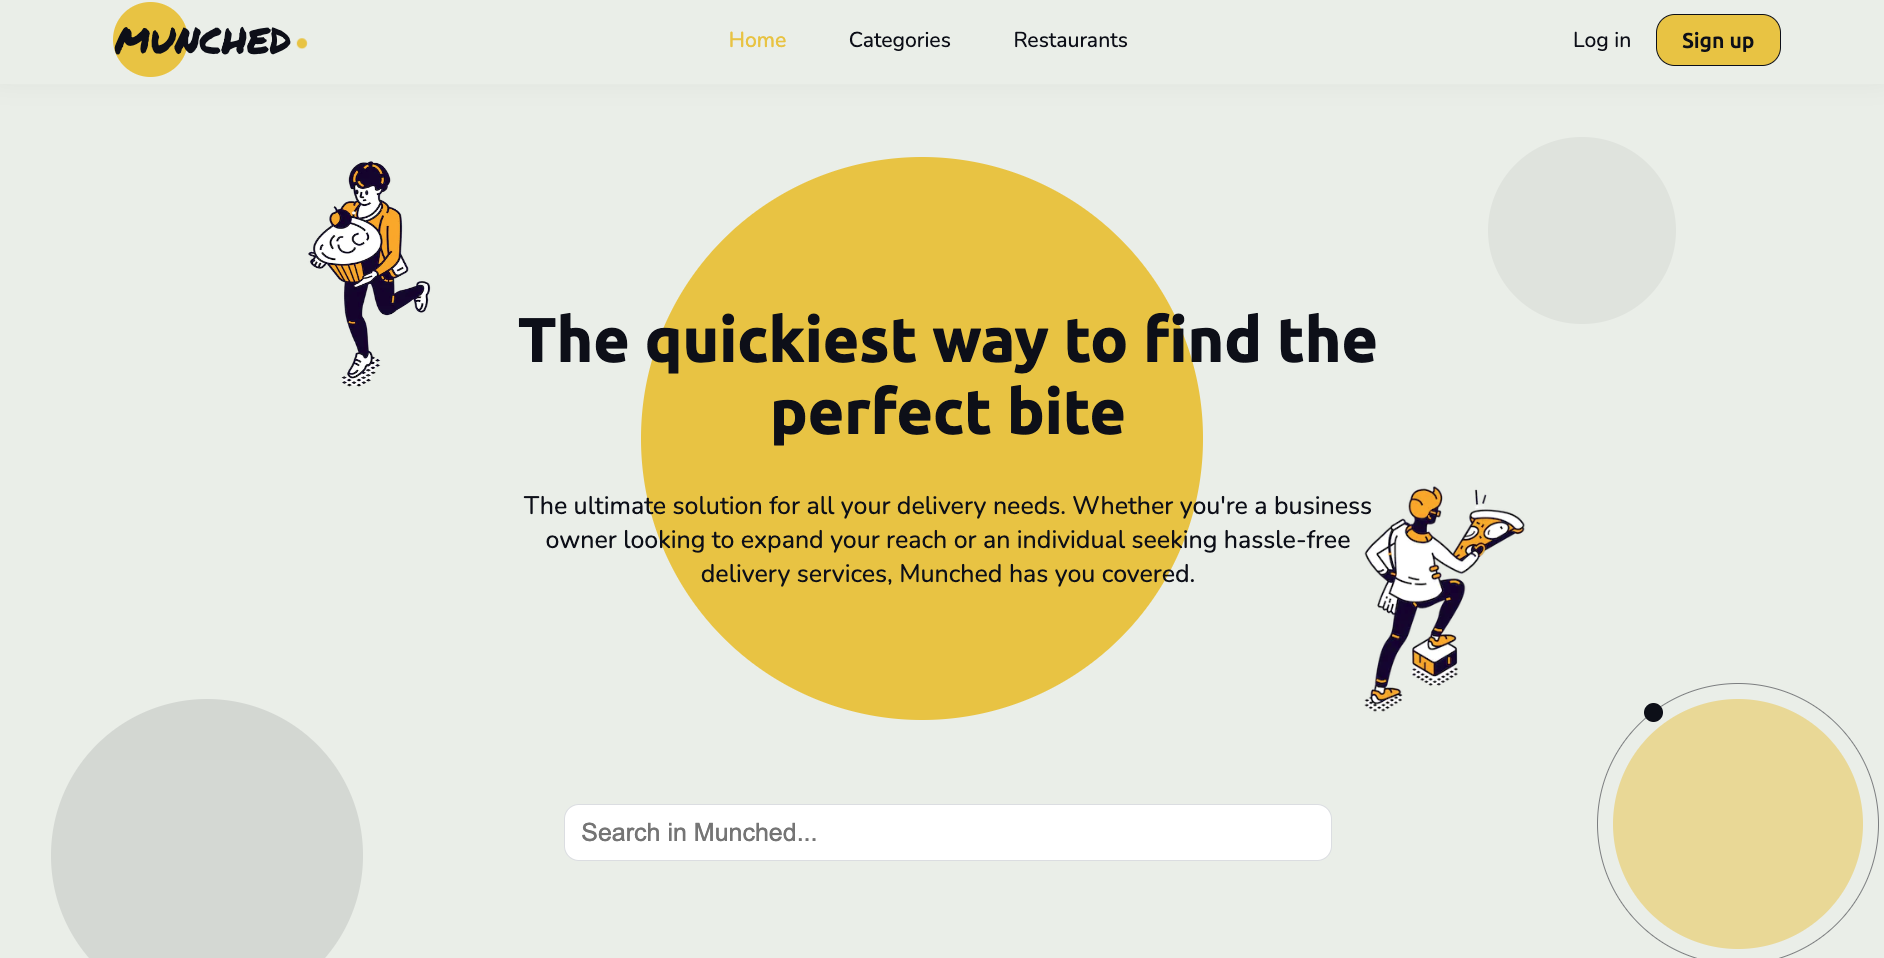 MUNCHED
Home
Categories
Restaurants
Log in
Sign up
The quickiest way to find the
perfect bite
The ultimate solution for all your delivery needs. Whether you're a business
owner looking to expand your reach or an individual seeking hassle-free
delivery services, Munched has you covered.
Search in Munched...